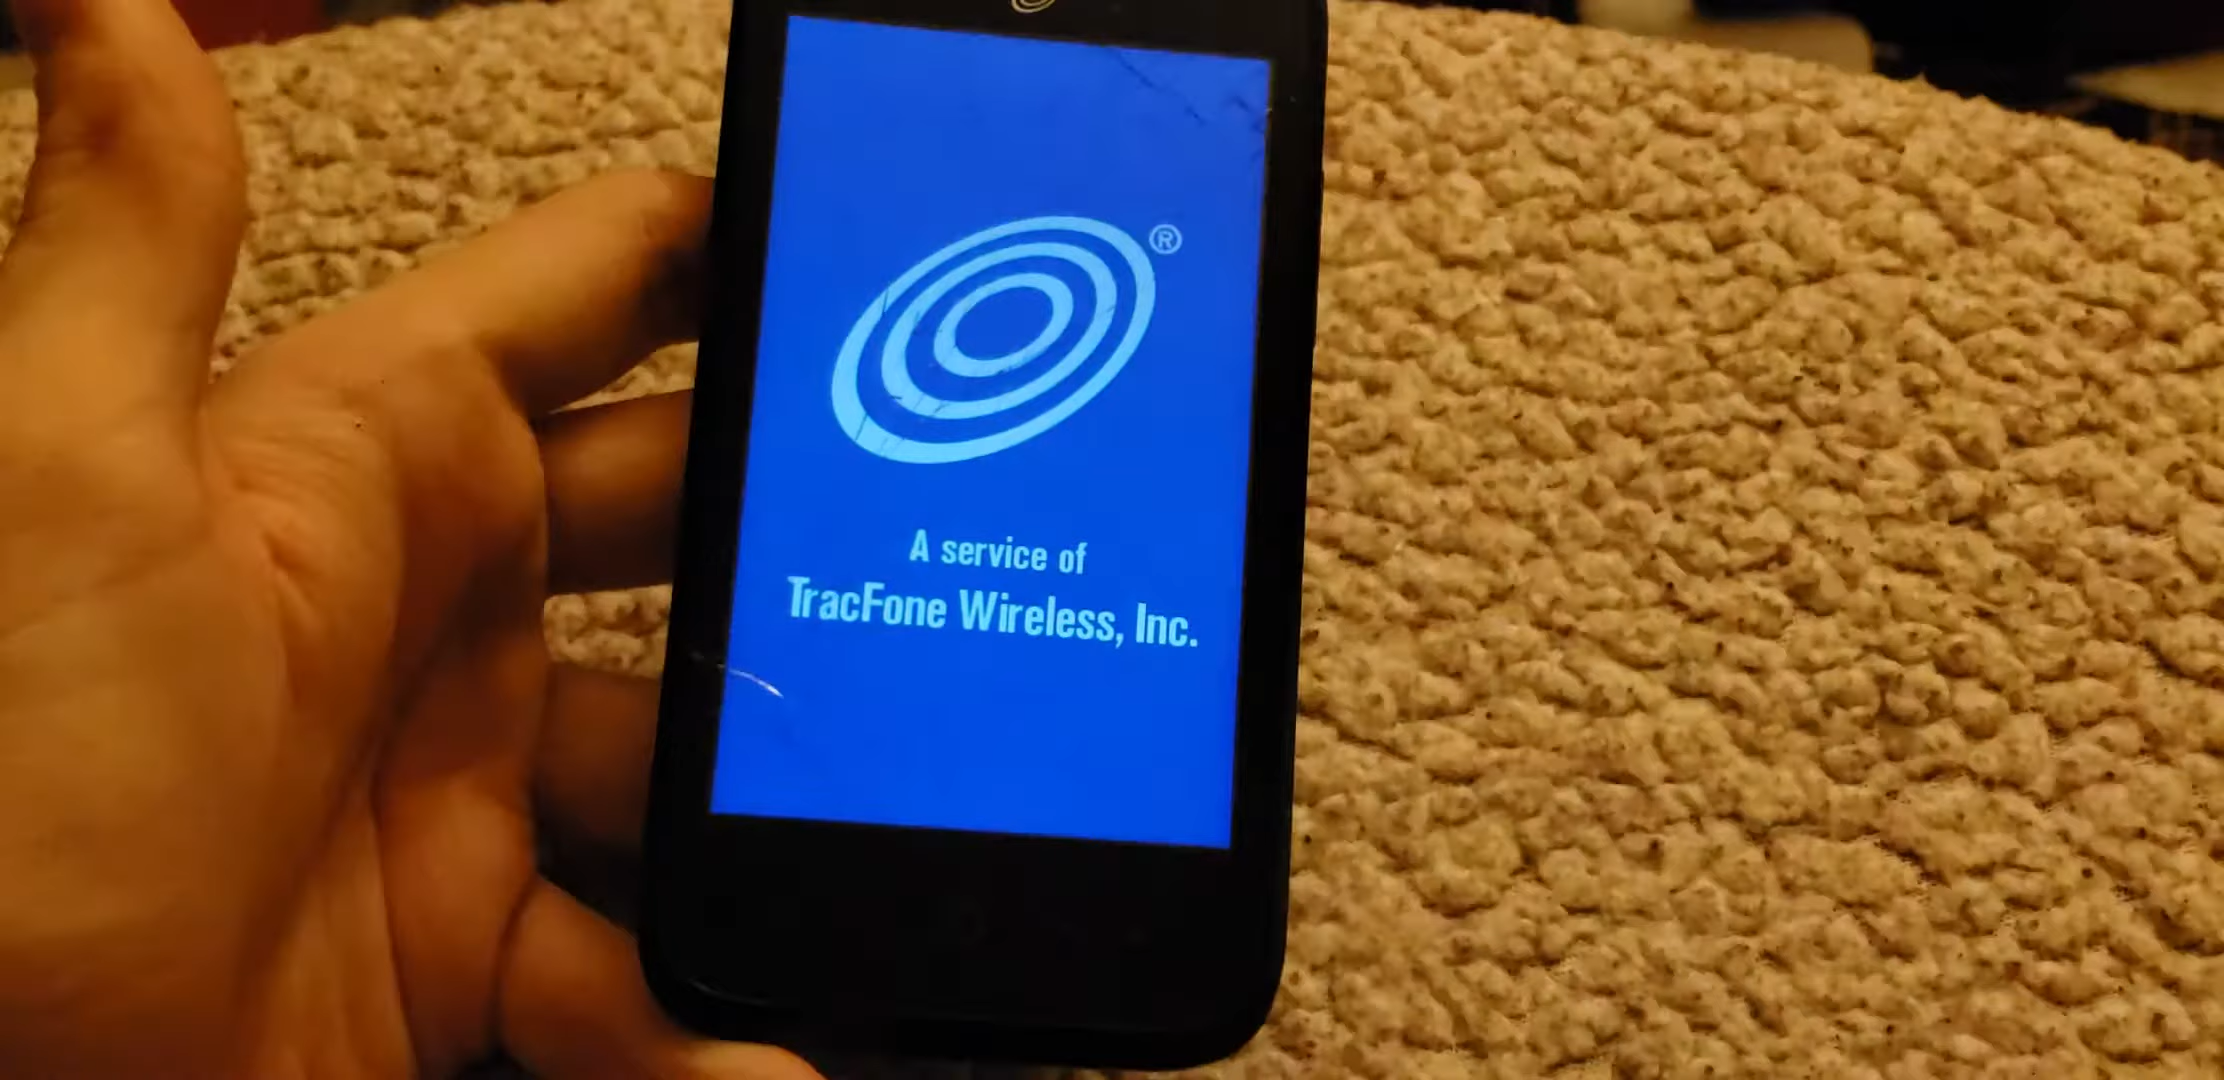 ®
A service of
TracFone Wireless, Inc.